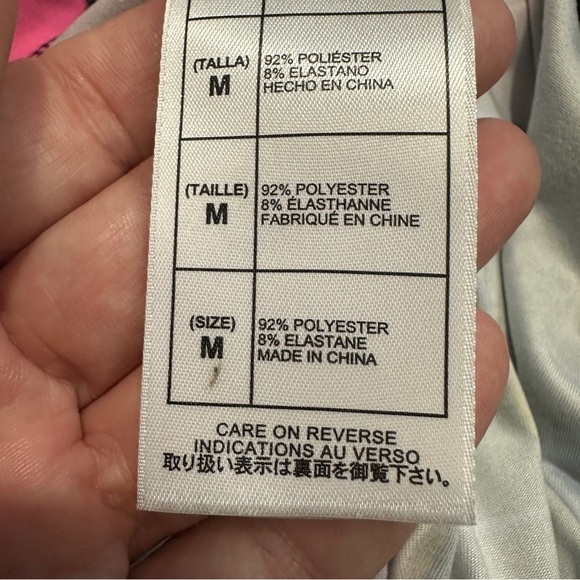 (TALLA)
M
92% POLIÉSTER
8% ELASTANO
HECHO EN CHINA
(TAILLE)
M
92% POLYESTER
8% ÉLASTHANNE
FABRIQUÉ EN CHINE
(SIZE)
M
92% POLYESTER
8% ELASTANE
MADE IN CHINA
CARE ON REVERSE
INDICATIONS AU VERSO
取り扱い表示は裏面を御覧下さい。